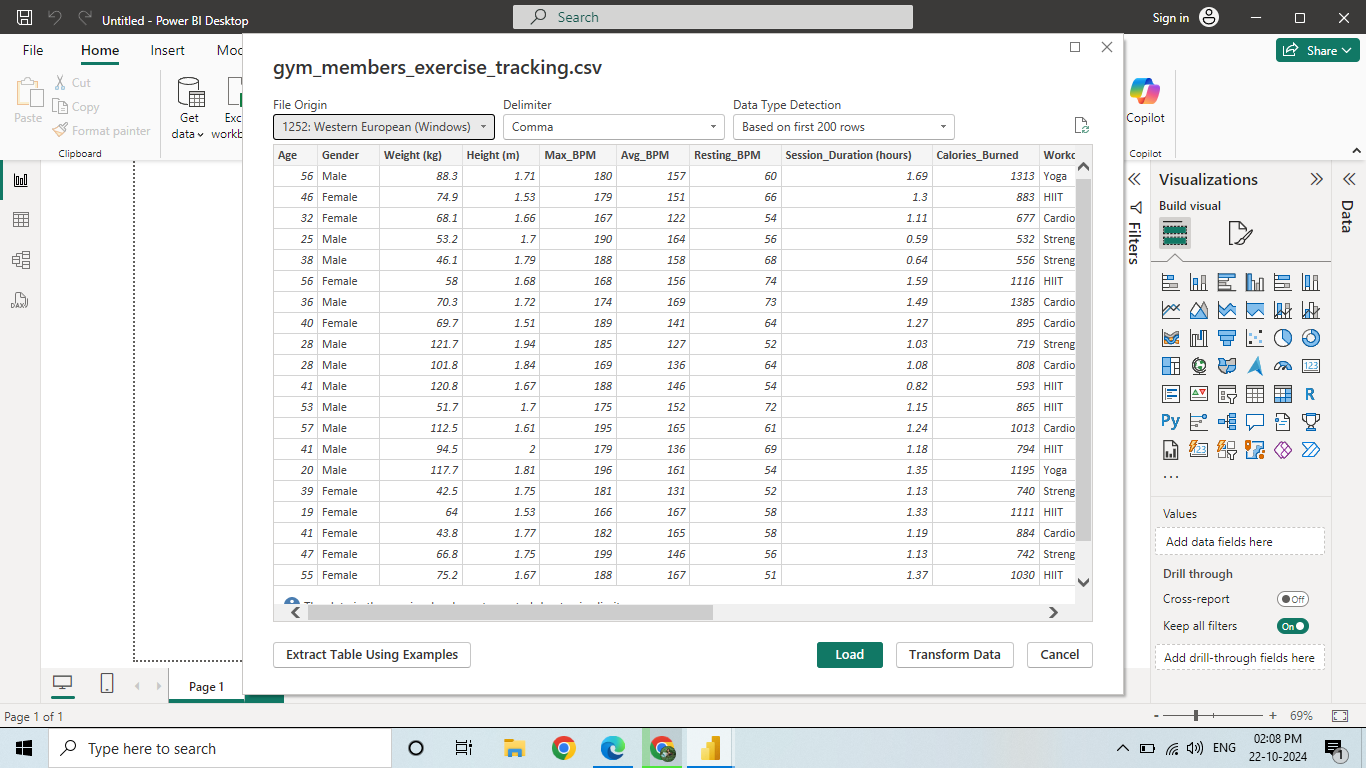 Untitled - Power BI Desktop
Search
Sign in
File
Home
Insert
Mod
Share
Paste
Cut
Copy
Format painter
Clipboard
Get
data
Exc
workb
Copilot
Copilot
gym_members_exercise_tracking.csv
File Origin
Delimiter
Data Type Detection
1252: Western European (Windows)
Comma
Based on first 200 rows
Age Gender Weight (kg) Height (m) Max_BPM Avg_BPM Resting_BPM Session_Duration (hours) Calories_Burned Workc
56 Male 88.3 1.71 180 157 60 1.69 1313 Yoga
46 Female 74.9 1.53 179 151 66 1.3 883 HIIT
32 Female 68.1 1.66 167 122 54 1.11 677 Cardio
25 Male 53.2 1.7 190 164 56 0.59 532 Streng
38 Male 46.1 1.79 188 158 68 0.64 556 Streng
56 Female 58 1.68 168 156 74 1.59 1116 HIIT
36 Male 70.3 1.72 174 169 73 1.49 1385 Cardio
40 Female 69.7 1.51 189 141 64 1.27 895 Cardio
28 Male 121.7 1.94 185 127 52 1.03 719 Streng
28 Male 101.8 1.84 169 136 64 1.08 808 Cardio
41 Male 120.8 1.67 188 146 54 0.82 593 HIIT
53 Male 51.7 1.7 175 152 72 1.15 865 HIIT
57 Male 112.5 1.61 195 165 61 1.24 1013 Cardio
41 Male 94.5 2 179 136 69 1.18 794 HIIT
20 Male 117.7 1.81 196 161 54 1.35 1195 Yoga
39 Female 42.5 1.75 181 131 52 1.13 740 Streng
19 Female 64 1.53 166 167 58 1.33 1111 HIIT
41 Female 43.8 1.77 182 165 58 1.19 884 Cardio
47 Female 66.8 1.75 199 146 56 1.13 742 Streng
55 Female 75.2 1.67 188 167 51 1.37 1030 HIIT
Extract Table Using Examples
Load
Transform Data
Cancel
Filters
Visualizations
Build visual
Data
123
R
Py
123
...
Values
Add data fields here
Drill through
Cross-report
Off
Keep all filters
On
Add drill-through fields here
DAX
Page 1
Page 1 of 1
- + 69%
Type here to search
ENG
02:08 PM
22-10-2024
1